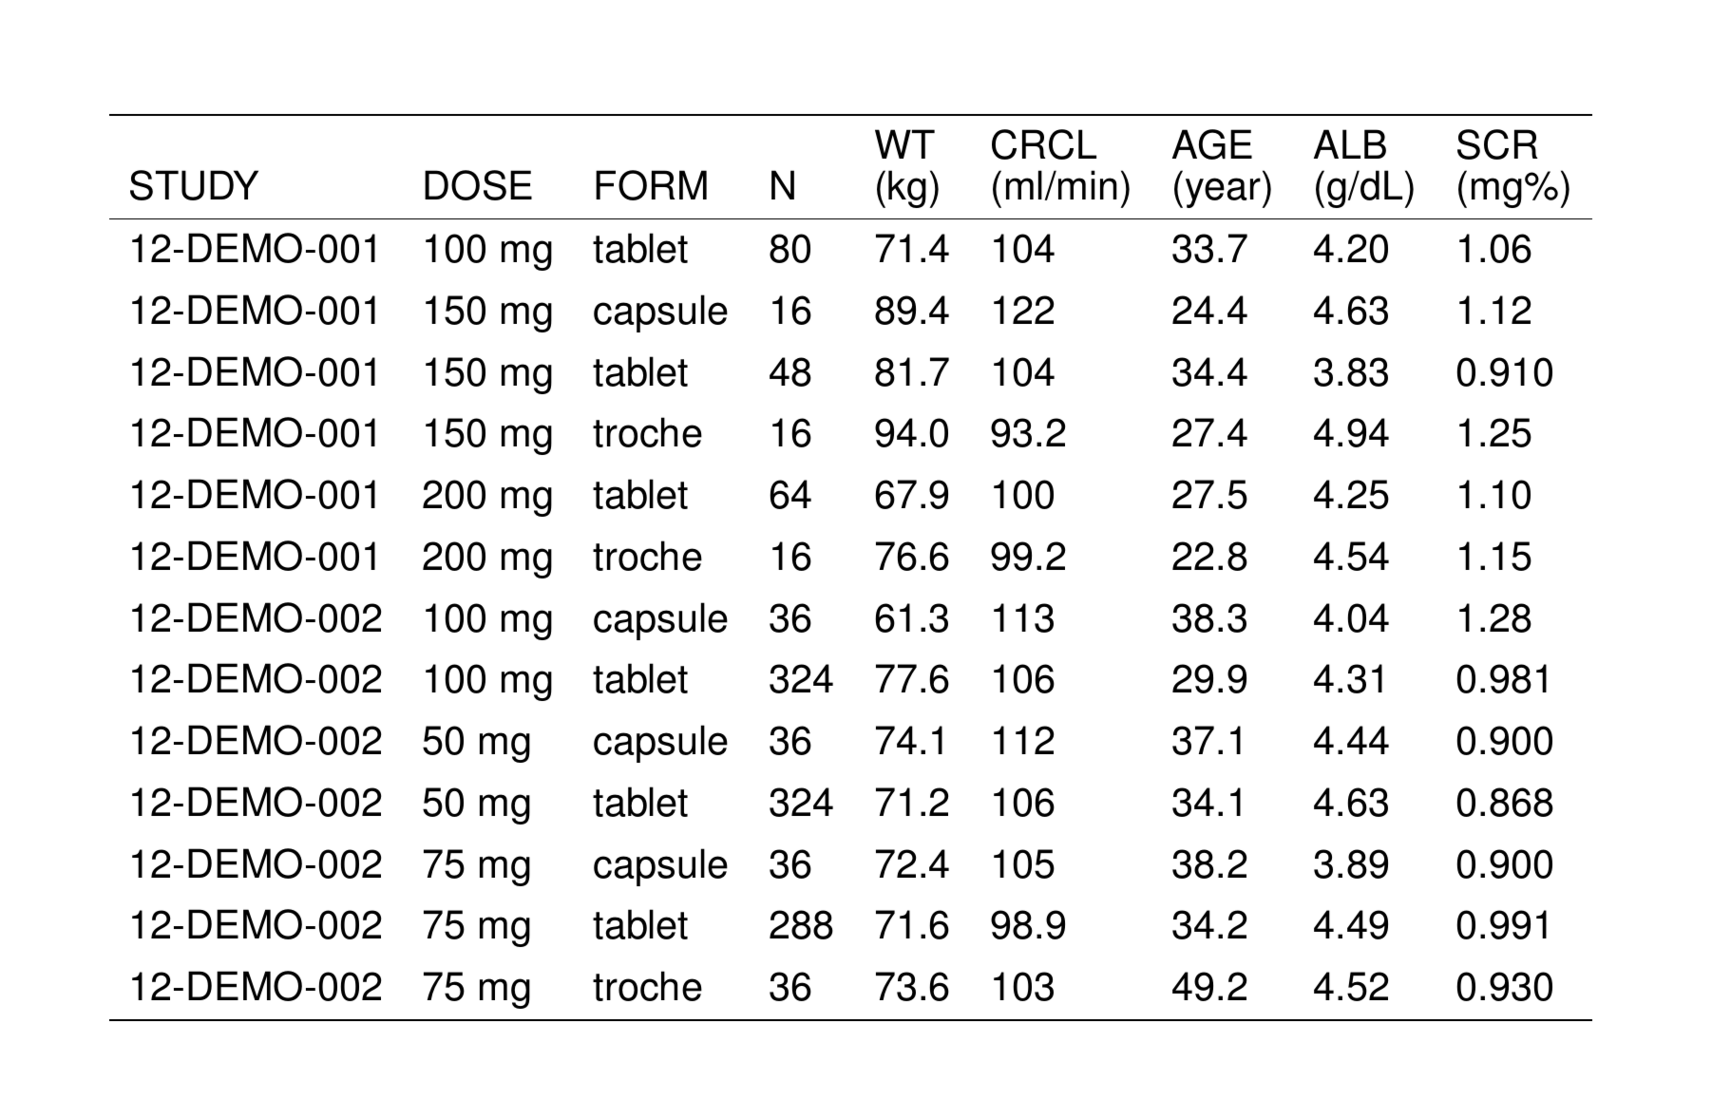 STUDY DOSE FORM N WT (kg) CRCL (ml/min) AGE (year) ALB (g/dL) SCR (mg%)
12-DEMO-001 100 mg tablet 80 71.4 104 33.7 4.20 1.06
12-DEMO-001 150 mg capsule 16 89.4 122 24.4 4.63 1.12
12-DEMO-001 150 mg tablet 48 81.7 104 34.4 3.83 0.910
12-DEMO-001 150 mg troche 16 94.0 93.2 27.4 4.94 1.25
12-DEMO-001 200 mg tablet 64 67.9 100 27.5 4.25 1.10
12-DEMO-001 200 mg troche 16 76.6 99.2 22.8 4.54 1.15
12-DEMO-002 100 mg capsule 36 61.3 113 38.3 4.04 1.28
12-DEMO-002 100 mg tablet 324 77.6 106 29.9 4.31 0.981
12-DEMO-002 50 mg capsule 36 74.1 112 37.1 4.44 0.900
12-DEMO-002 50 mg tablet 324 71.2 106 34.1 4.63 0.868
12-DEMO-002 75 mg capsule 36 72.4 105 38.2 3.89 0.900
12-DEMO-002 75 mg tablet 288 71.6 98.9 34.2 4.49 0.991
12-DEMO-002 75 mg troche 36 73.6 103 49.2 4.52 0.930